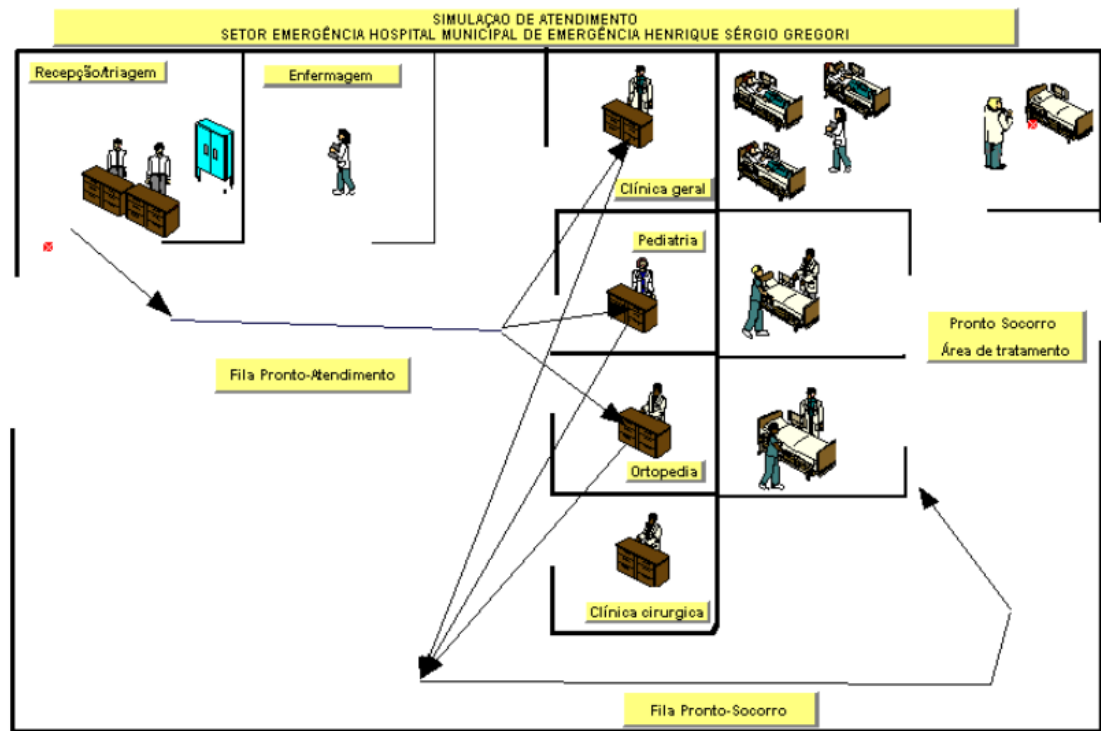 SIMULAÇAO DE ATENDIMENTO
SETOR EMERGÊNCIA HOSPITAL MUNICIPAL DE EMERGÊNCIA HENRIQUE SÉRGIO GREGORI
Recepção/triagem
Enfermagem
Clínica geral
Pediatria
Pronto Socorro
Área de tratamento
Fila Pronto-Atendimento
Ortopedia
Clínica cirurgica
Fila Pronto-Socorro